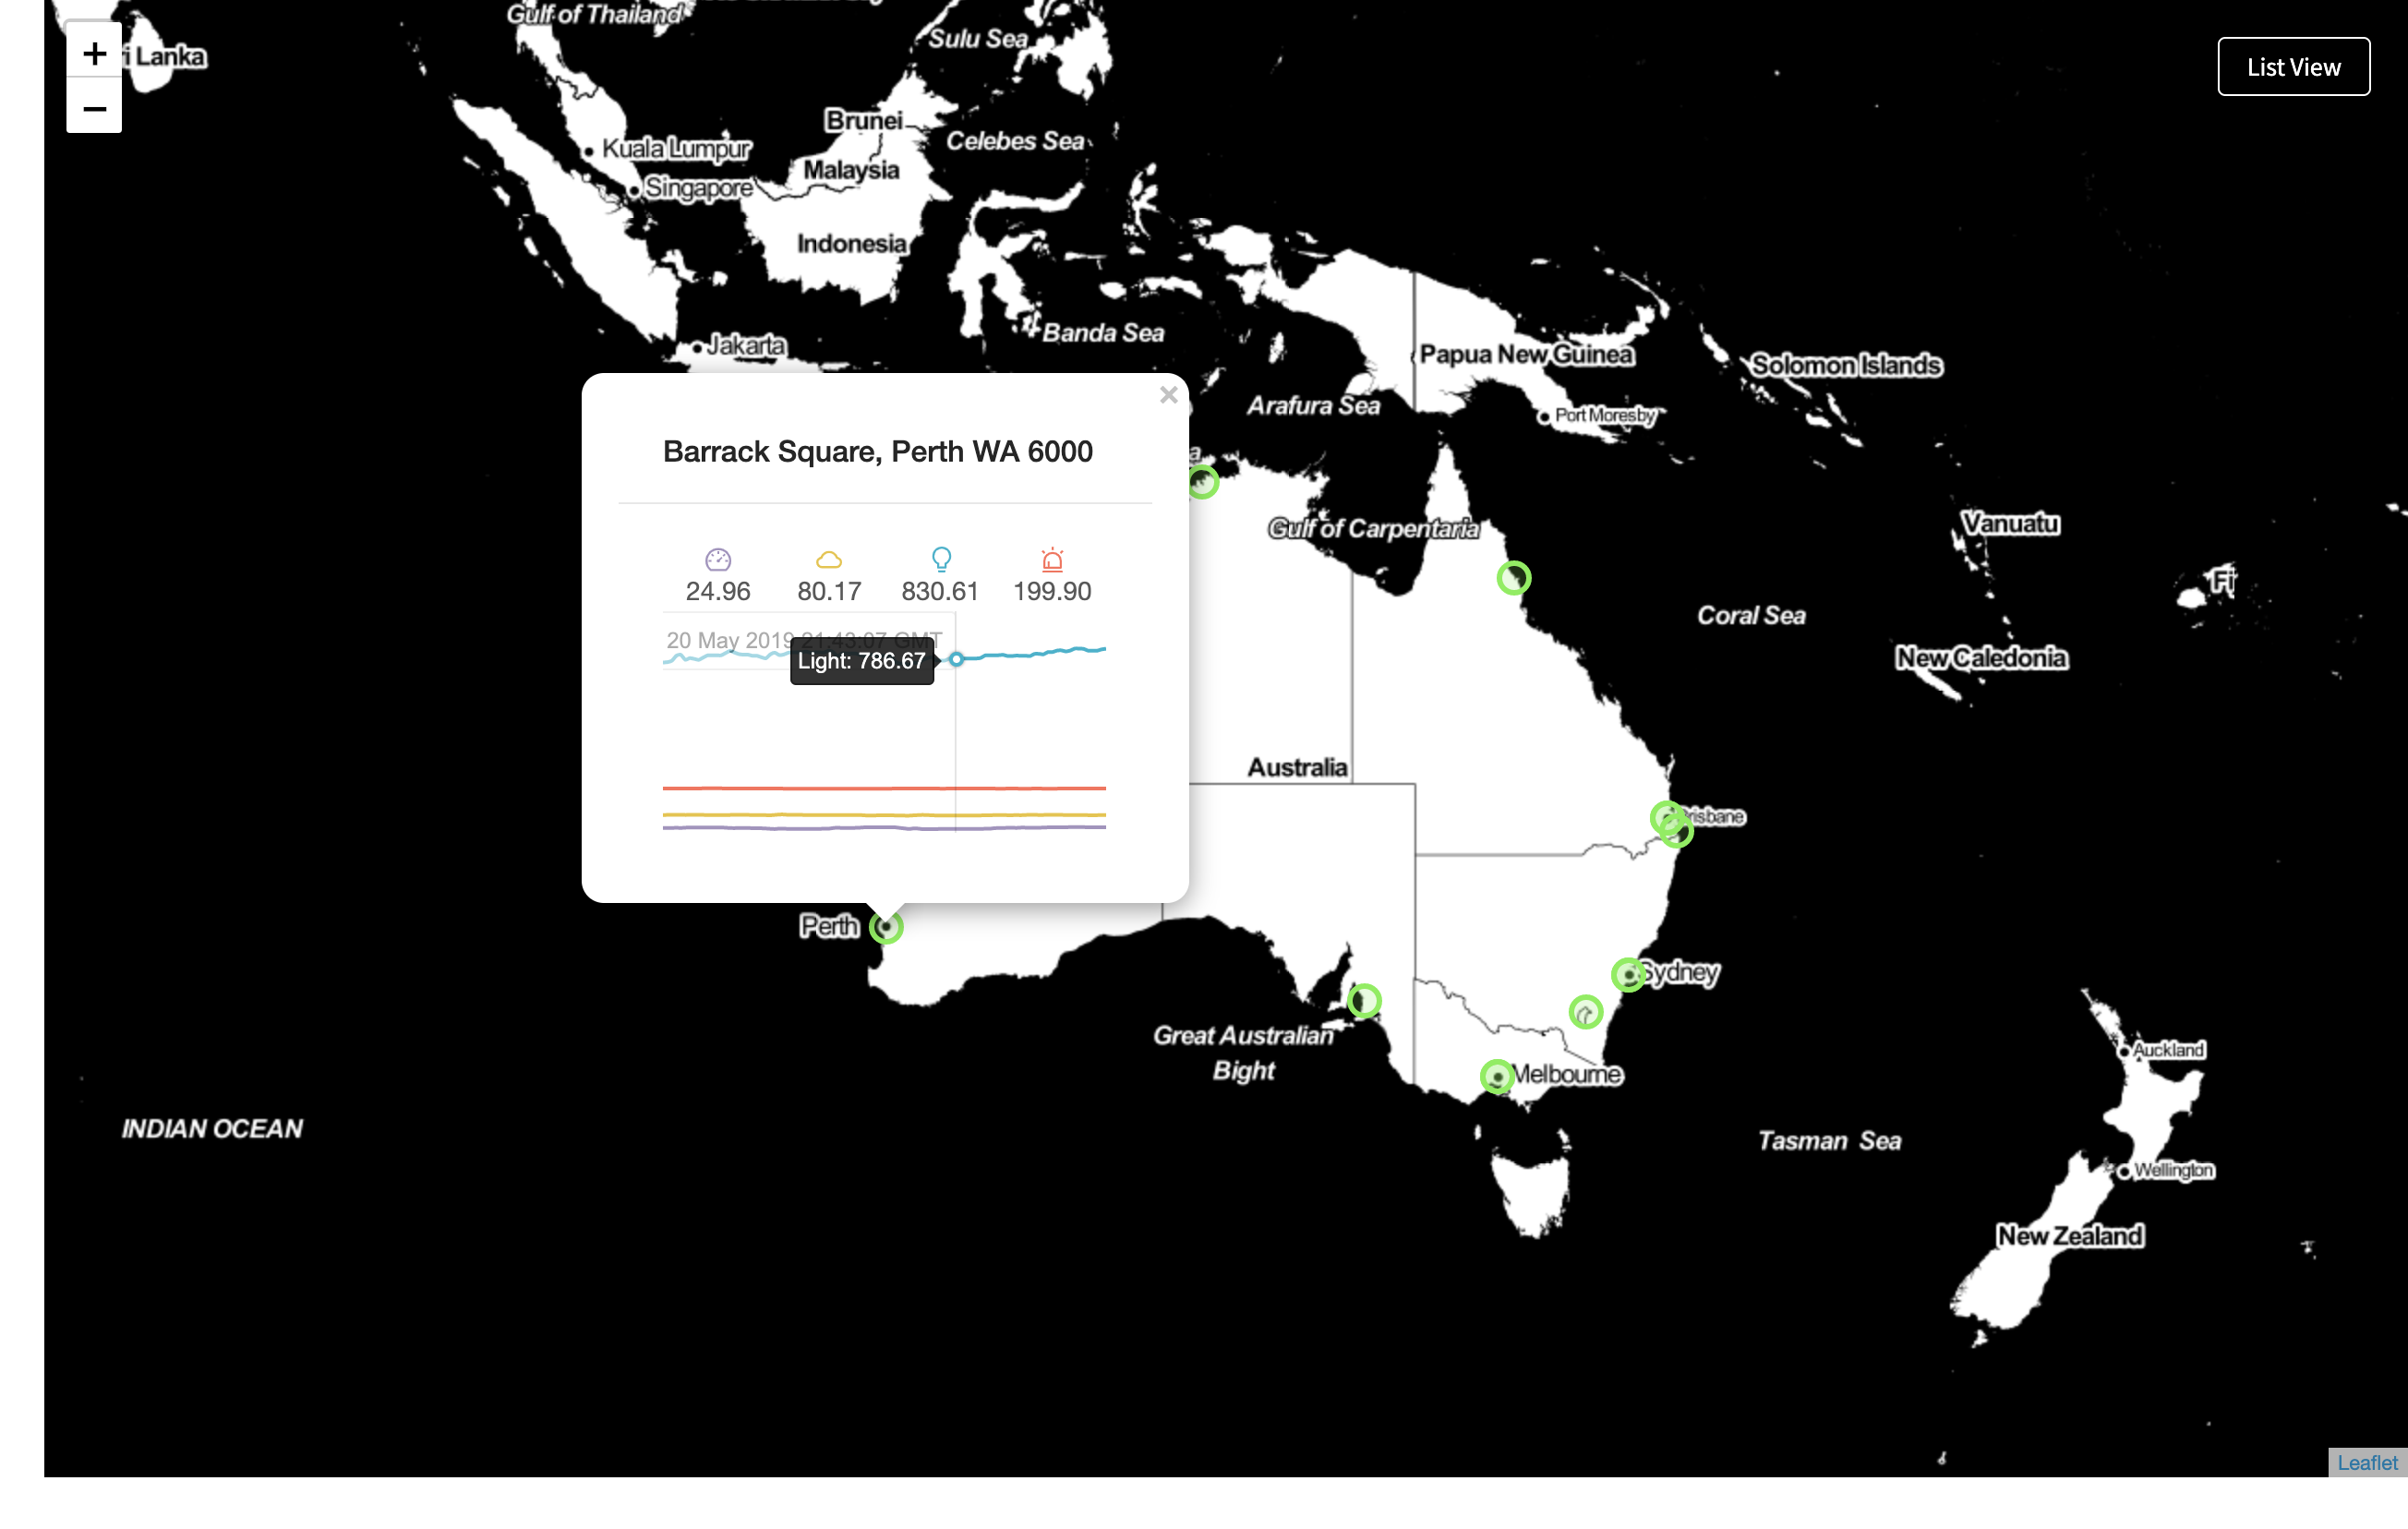 Gulf of Thailand
Sulu Sea
+
Lanka
List View
−
Brunei
Celebes Sea
Kuala Lumpur
Malaysia
Singapore
Indonesia
Banda Sea
Jakarta
Papua New Guinea
Solomon Islands
×
Arafura Sea
Port Moresby
Barrack Square, Perth WA 6000
Gulf of Carpentaria
Vanuatu
24.96 80.17 830.61 199.90
Coral Sea
20 May 2019 21:43:07 GMT
Light: 786.67
New Caledonia
Australia
Brisbane
Perth
Sydney
Great Australian
Bight
Melbourne
Auckland
INDIAN OCEAN
Tasman Sea
Wellington
New Zealand
Leaflet